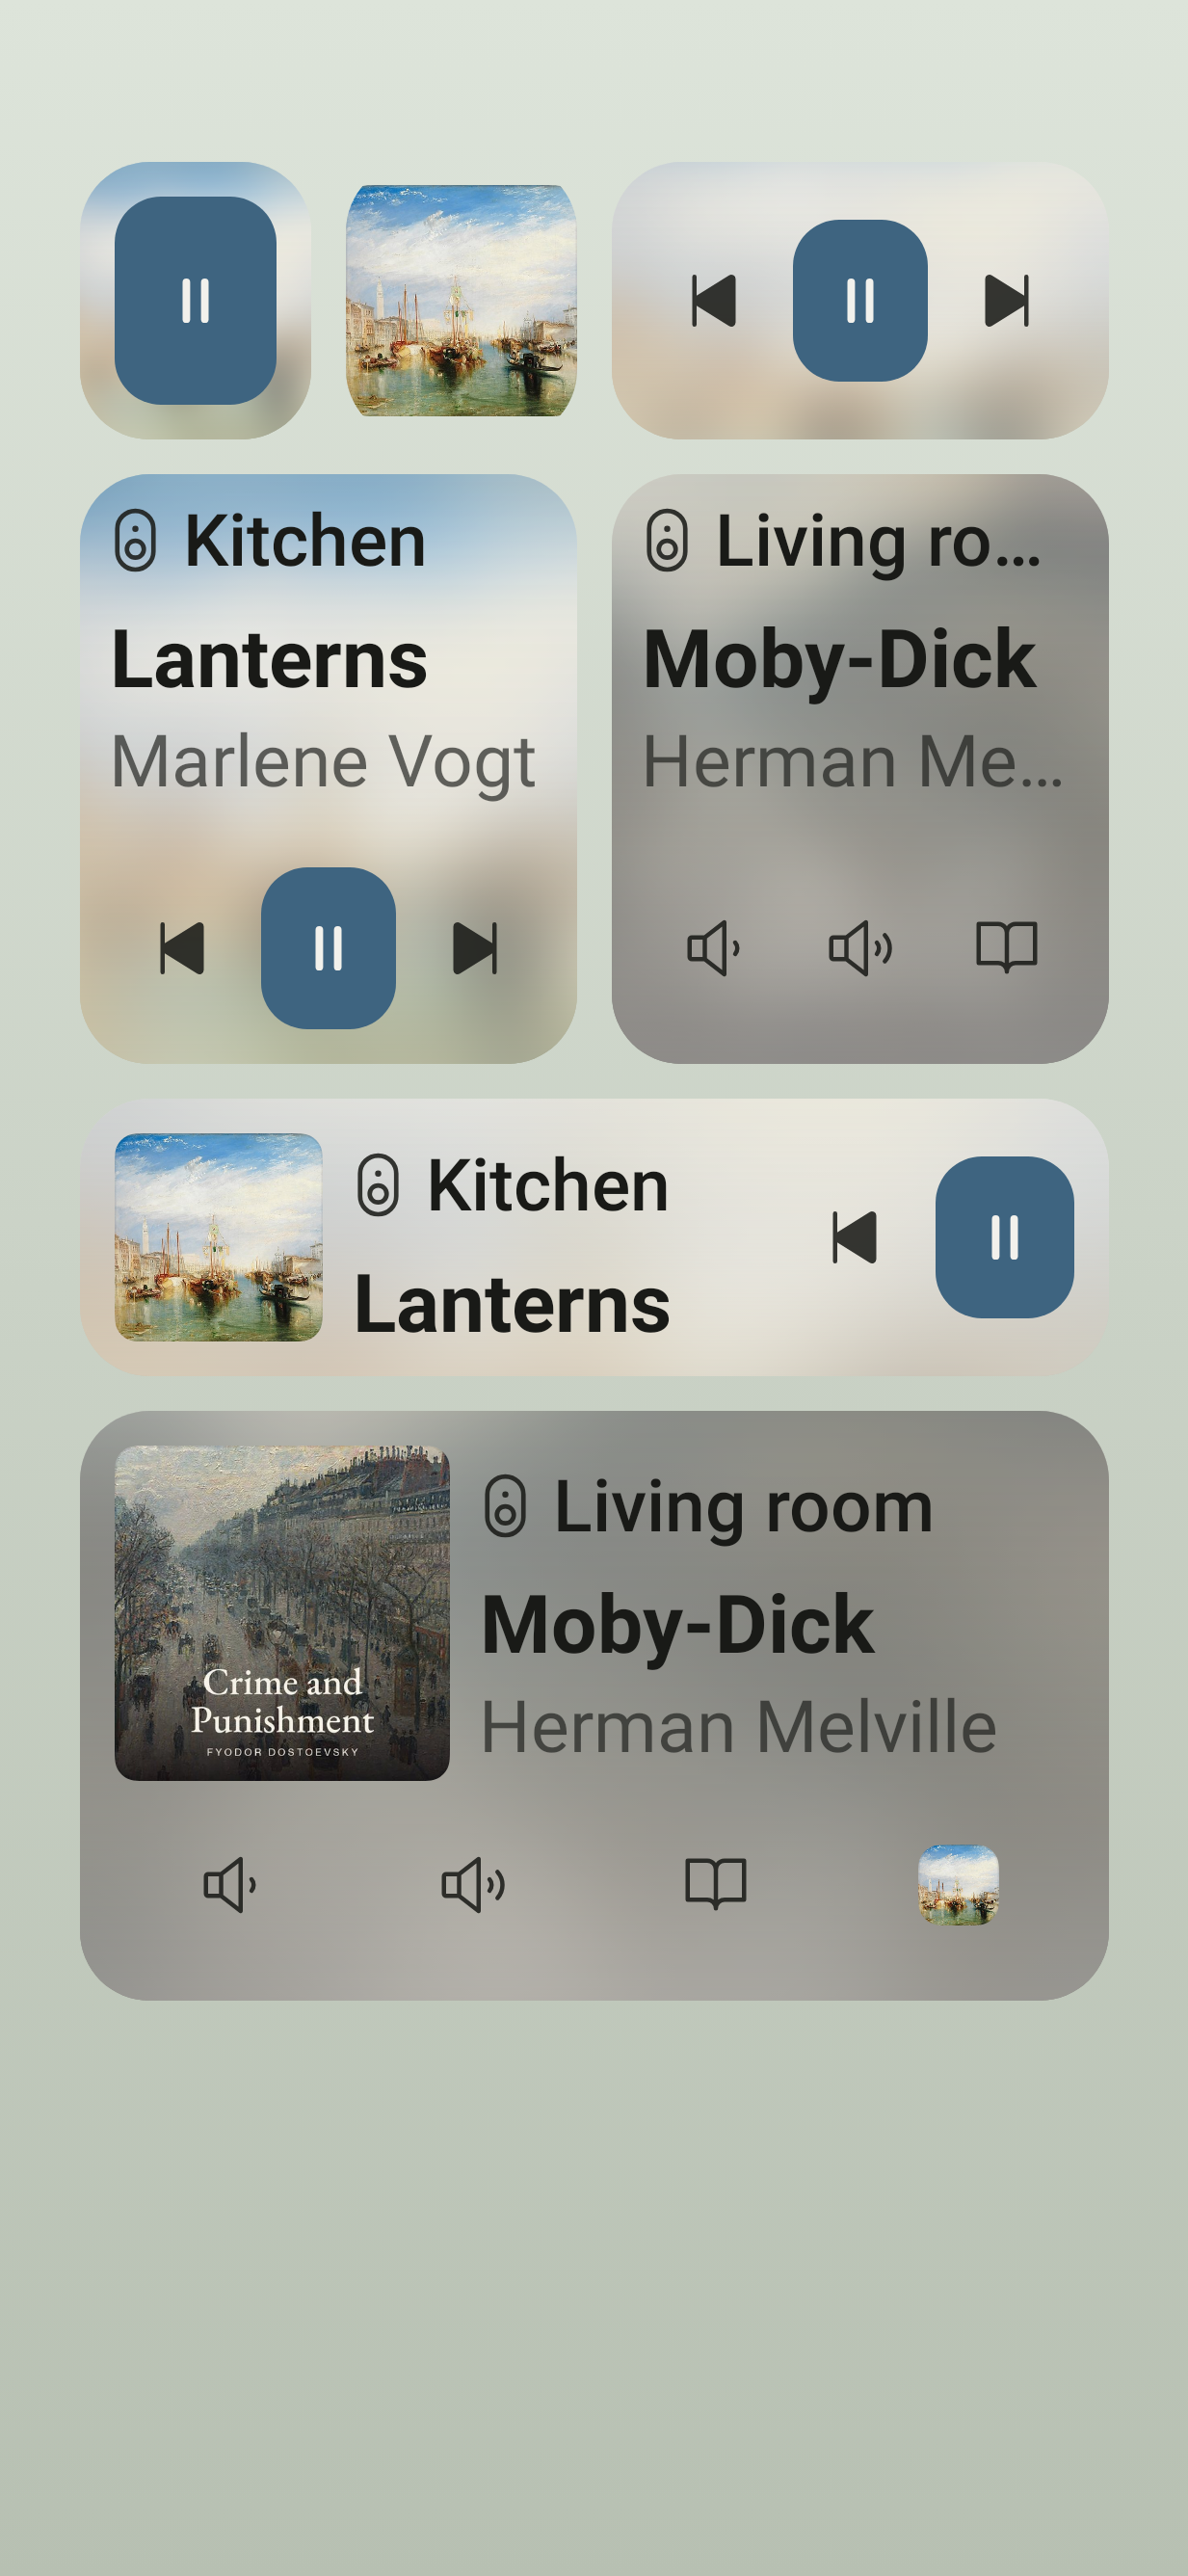 Kitchen
Lanterns
Marlene Vogt
Living ro...
Moby-Dick
Herman Me...
Kitchen
Lanterns
Living room
Moby-Dick
Herman Melville
Crime and
Punishment
FYODOR DOSTOEVSKY